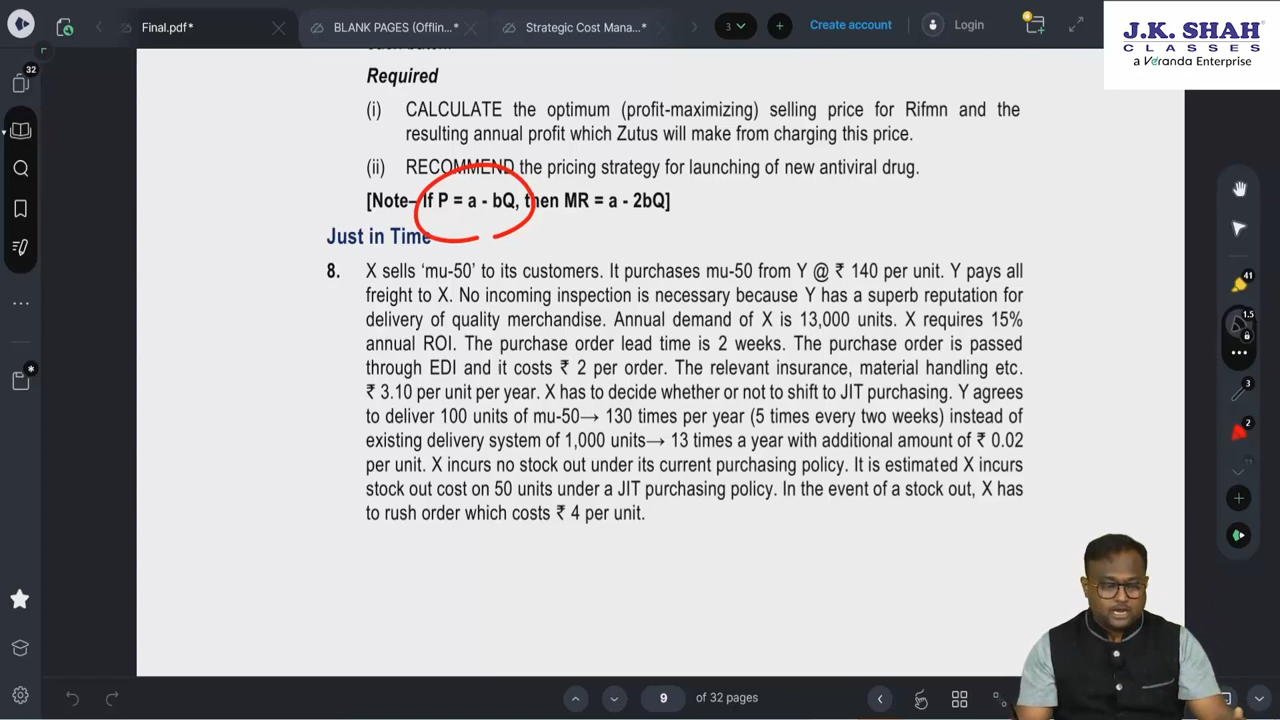 Final.pdf*
BLANK PAGES (Offlin...*
Strategic Cost Mana...*
3
Create account
Login
J.K. SHAH
CLASSES
a Veranda Enterprise
Required
(i) CALCULATE the optimum (profit-maximizing) selling price for Rifmn and the
resulting annual profit which Zutus will make from charging this price.
(ii) RECOMMEND the pricing strategy for launching of new antiviral drug.
[Note– If P = a - bQ, then MR = a - 2bQ]
Just in Time
8. X sells ‘mu-50’ to its customers. It purchases mu-50 from Y @ ₹ 140 per unit. Y pays all
freight to X. No incoming inspection is necessary because Y has a superb reputation for
delivery of quality merchandise. Annual demand of X is 13,000 units. X requires 15%
annual ROI. The purchase order lead time is 2 weeks. The purchase order is passed
through EDI and it costs ₹ 2 per order. The relevant insurance, material handling etc.
₹ 3.10 per unit per year. X has to decide whether or not to shift to JIT purchasing. Y agrees
to deliver 100 units of mu-50→ 130 times per year (5 times every two weeks) instead of
existing delivery system of 1,000 units→ 13 times a year with additional amount of ₹ 0.02
per unit. X incurs no stock out under its current purchasing policy. It is estimated X incurs
stock out cost on 50 units under a JIT purchasing policy. In the event of a stock out, X has
to rush order which costs ₹ 4 per unit.
32
41
1.5
3
2
9 of 32 pages